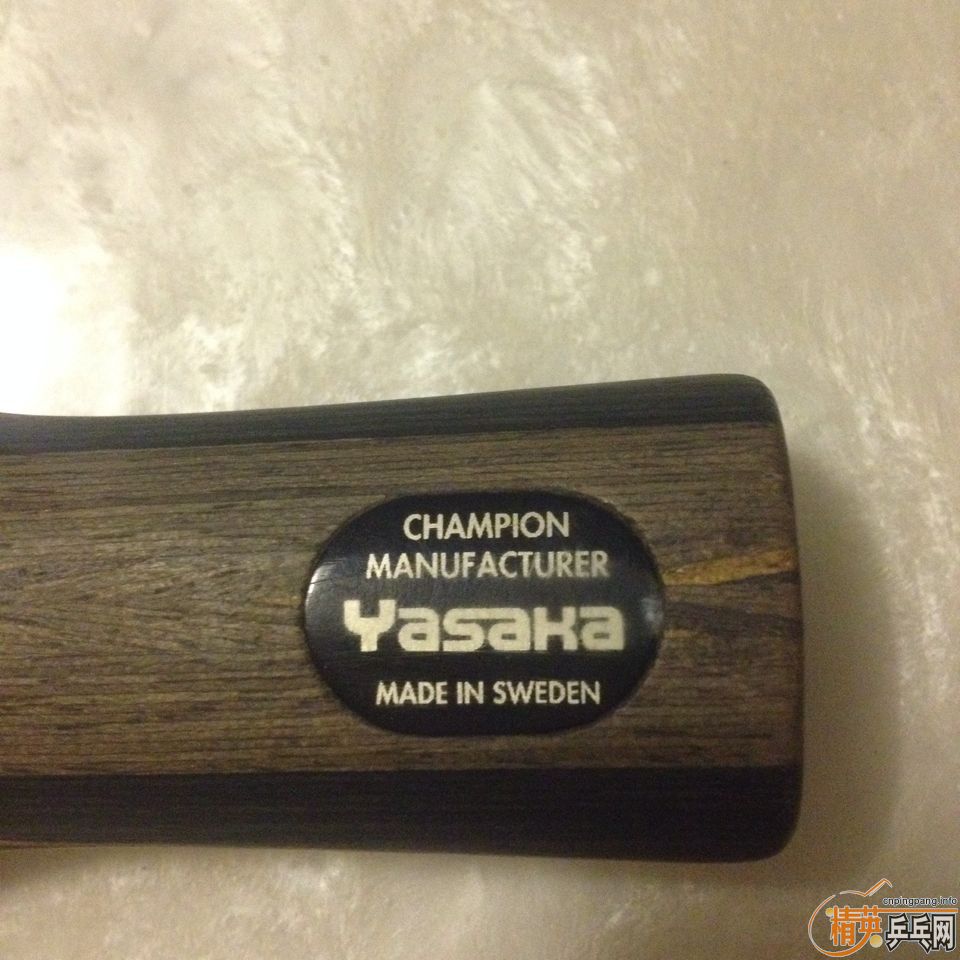 CHAMPION
MANUFACTURER
Yasaka
MADE IN SWEDEN
cnpingpang.info
精英乒乓网